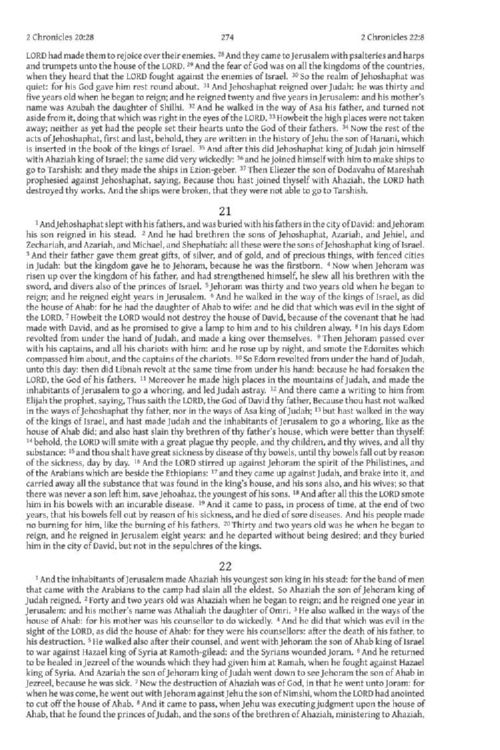 2 Chronicles 20:28 274 2 Chronicles 22:8
LORD had made them to rejoice over their enemies. 28 And they came to Jerusalem with psalteries and harps
and trumpets unto the house of the LORD. 29 And the fear of God was on all the kingdoms of the countries,
when they heard that the LORD fought against the enemies of Israel. 30 So the realm of Jehoshaphat was
quiet: for his God gave him rest round about. 31 And Jehoshaphat reigned over Judah: he was thirty and
five years old when he began to reign; and he reigned twenty and five years in Jerusalem: and his mother's
name was Azubah the daughter of Shilhi. 32 And he walked in the way of Asa his father, and turned not
aside from it, doing that which was right in the eyes of the LORD. 33 Howbeit the high places were not taken
away; neither as yet had the people set their hearts unto the God of their fathers. 34 Now the rest of the
acts of Jehoshaphat, first and last, behold, they are written in the history of Jehu the son of Hanani, which
is inserted in the book of the kings of Israel. 35 And after this did Jehoshaphat king of Judah join himself
with Ahaziah king of Israel; the same did very wickedly: 36 and he joined himself with him to make ships to
go to Tarshish: and they made the ships in Ezion-geber. 37 Then Eliezer the son of Dodavahu of Mareshah
prophesied against Jehoshaphat, saying, Because thou hast joined thyself with Ahaziah, the LORD hath
destroyed thy works. And the ships were broken, that they were not able to go to Tarshish.
21
1 And Jehoshaphat slept with his fathers, and was buried with his fathers in the city of David: and Jehoram
his son reigned in his stead. 2 And he had brethren the sons of Jehoshaphat, Azariah, and Jehiel, and
Zechariah, and Azariah, and Michael, and Shephatiah: all these were the sons of Jehoshaphat king of Israel.
3 And their father gave them great gifts, of silver, and of gold, and of precious things, with fenced cities
in Judah: but the kingdom gave he to Jehoram, because he was the firstborn. 4 Now when Jehoram was
risen up over the kingdom of his father, and had strengthened himself, he slew all his brethren with the
sword, and divers also of the princes of Israel. 5 Jehoram was thirty and two years old when he began to
reign; and he reigned eight years in Jerusalem. 6 And he walked in the way of the kings of Israel, as did
the house of Ahab: for he had the daughter of Ahab to wife: and he did that which was evil in the sight of
the LORD. 7 Howbeit the LORD would not destroy the house of David, because of the covenant that he had
made with David, and as he promised to give a lamp to him and to his children alway. 8 In his days Edom
revolted from under the hand of Judah, and made a king over themselves. 9 Then Jehoram passed over
with his captains, and all his chariots with him: and he rose up by night, and smote the Edomites which
compassed him about, and the captains of the chariots. 10 So Edom revolted from under the hand of Judah,
unto this day: then did Libnah revolt at the same time from under his hand: because he had forsaken the
LORD, the God of his fathers. 11 Moreover he made high places in the mountains of Judah, and made the
inhabitants of Jerusalem to go a whoring, and led Judah astray. 12 And there came a writing to him from
Elijah the prophet, saying, Thus saith the LORD, the God of David thy father, Because thou hast not walked
in the ways of Jehoshaphat thy father, nor in the ways of Asa king of Judah; 13 but hast walked in the way
of the kings of Israel, and hast made Judah and the inhabitants of Jerusalem to go a whoring, like as the
house of Ahab did; and also hast slain thy brethren of thy father's house, which were better than thyself:
14 behold, the LORD will smite with a great plague thy people, and thy children, and thy wives, and all thy
substance: 15 and thou shalt have great sickness by disease of thy bowels, until thy bowels fall out by reason
of the sickness, day by day. 16 And the LORD stirred up against Jehoram the spirit of the Philistines, and
of the Arabians which are beside the Ethiopians: 17 and they came up against Judah, and brake into it, and
carried away all the substance that was found in the king's house, and his sons also, and his wives; so that
there was never a son left him, save Jehoahaz, the youngest of his sons. 18 And after all this the LORD smote
him in his bowels with an incurable disease. 19 And it came to pass, in process of time, at the end of two
years, that his bowels fell out by reason of his sickness, and he died of sore diseases. And his people made
no burning for him, like the burning of his fathers. 20 Thirty and two years old was he when he began to
reign, and he reigned in Jerusalem eight years: and he departed without being desired; and they buried
him in the city of David, but not in the sepulchres of the kings.
22
1 And the inhabitants of Jerusalem made Ahaziah his youngest son king in his stead: for the band of men
that came with the Arabians to the camp had slain all the eldest. So Ahaziah the son of Jehoram king of
Judah reigned. 2 Forty and two years old was Ahaziah when he began to reign; and he reigned one year in
Jerusalem: and his mother's name was Athaliah the daughter of Omri. 3 He also walked in the ways of the
house of Ahab: for his mother was his counsellor to do wickedly. 4 And he did that which was evil in the
sight of the LORD, as did the house of Ahab: for they were his counsellors: after the death of his father, to
his destruction. 5 He walked also after their counsel, and went with Jehoram the son of Ahab king of Israel
to war against Hazael king of Syria at Ramoth-gilead: and the Syrians wounded Joram. 6 And he returned
to be healed in Jezreel of the wounds which they had given him at Ramah, when he fought against Hazael
king of Syria. And Azariah the son of Jehoram king of Judah went down to see Jehoram the son of Ahab in
Jezreel, because he was sick. 7 Now the destruction of Ahaziah was of God, in that he went unto Joram: for
when he was come, he went out with Jehoram against Jehu the son of Nimshi, whom the LORD had anointed
to cut off the house of Ahab. 8 And it came to pass, when Jehu was executing judgment upon the house of
Ahab, that he found the princes of Judah, and the sons of the brethren of Ahaziah, ministering to Ahaziah,